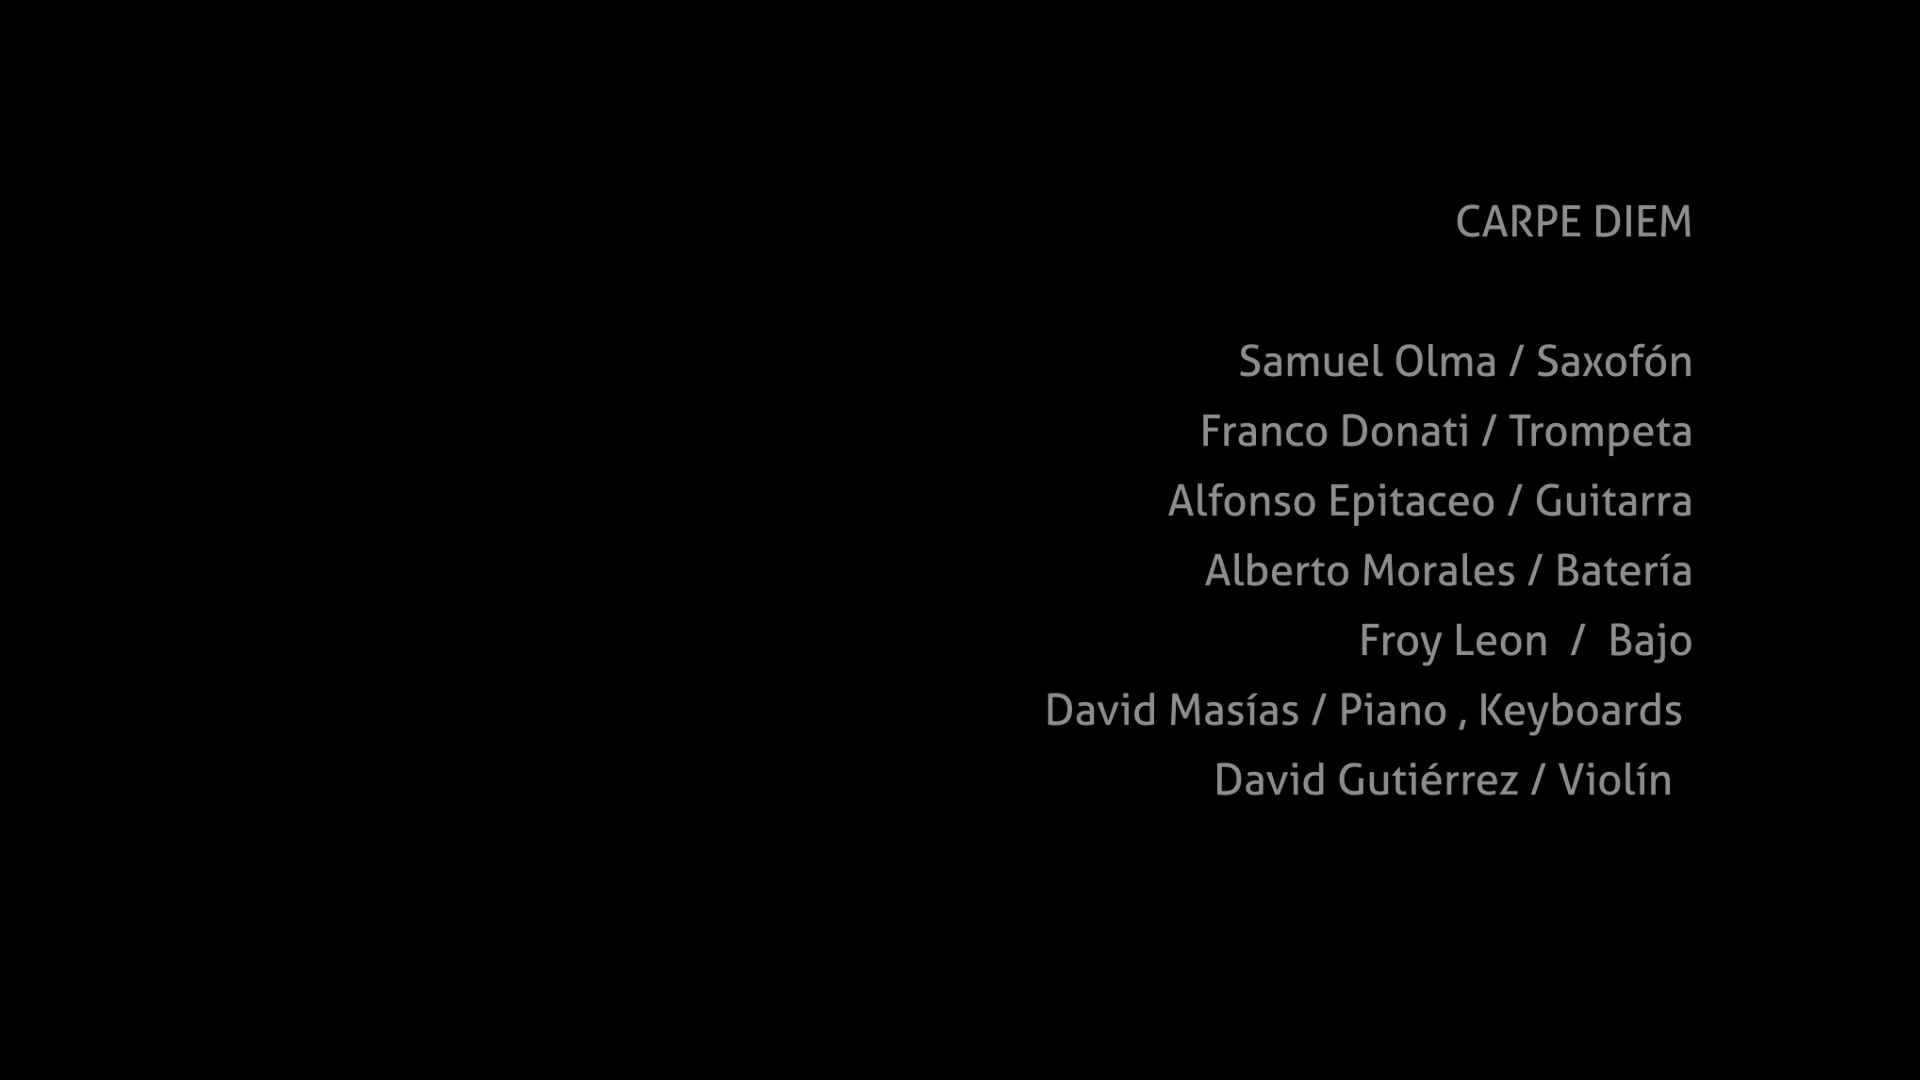 CARPE DIEM
Samuel Olma / Saxofón
Franco Donati / Trompeta
Alfonso Epitaceo / Guitarra
Alberto Morales / Batería
Froy Leon / Bajo
David Masías / Piano , Keyboards
David Gutiérrez / Violín